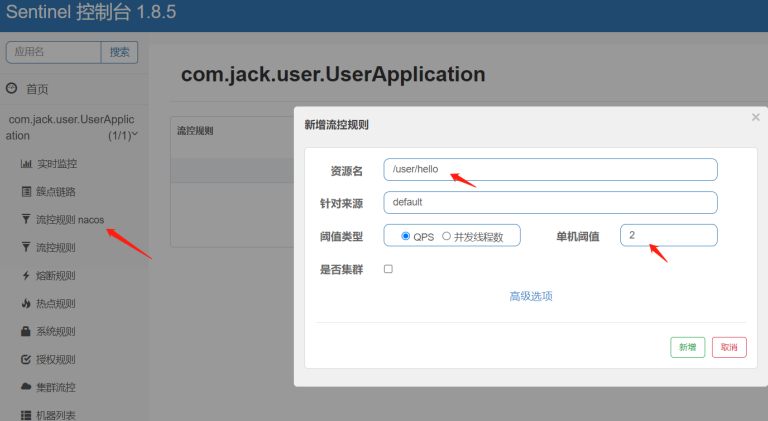 Sentinel 控制台 1.8.5
应用名
搜索
首页
com.jack.user.UserApplic
ation
(1/1)
实时监控
簇点链路
流控规则 nacos
流控规则
熔断规则
热点规则
系统规则
授权规则
集群流控
机器列表
com.jack.user.UserApplication
流控规则
新增流控规则
×
资源名
/user/hello
针对来源
default
阈值类型
QPS
并发线程数
单机阈值
2
是否集群
高级选项
新增
取消